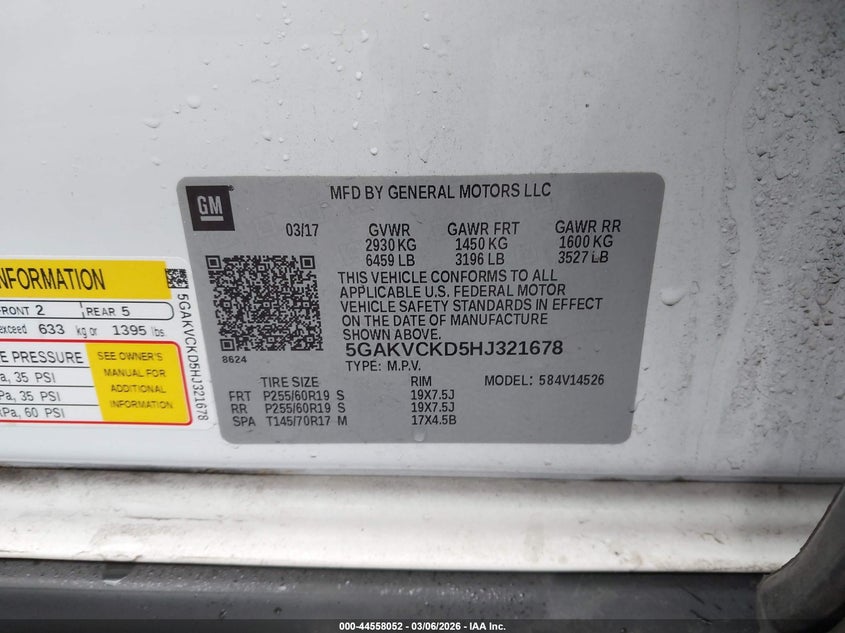 MFD BY GENERAL MOTORS LLC
GM
03/17
GVWR GAWR FRT GAWR RR
2930 KG 1450 KG 1600 KG
6459 LB 3196 LB 3527 LB
THIS VEHICLE CONFORMS TO ALL
APPLICABLE U.S. FEDERAL MOTOR
VEHICLE SAFETY STANDARDS IN EFFECT
ON THE DATE OF MANUFACTURE
SHOWN ABOVE.
8624
5GAKVCKD5HJ321678
TYPE: M.P.V. MODEL: 584V14526
TIRE SIZE RIM
FRT P255/60R19 S 19X7.5J
RR P255/60R19 S 19X7.5J
SPA T145/70R17 M 17X4.5B
FRONT 2 REAR 5
exceed 633 kg or 1395 lbs.
PRESSURE
35 PSI
35 PSI
60 PSI
SEE OWNER'S
MANUAL FOR
ADDITIONAL
INFORMATION
5GAKVCKD5HJ321678
000-44558052 - 03/06/2026 - IAA Inc.